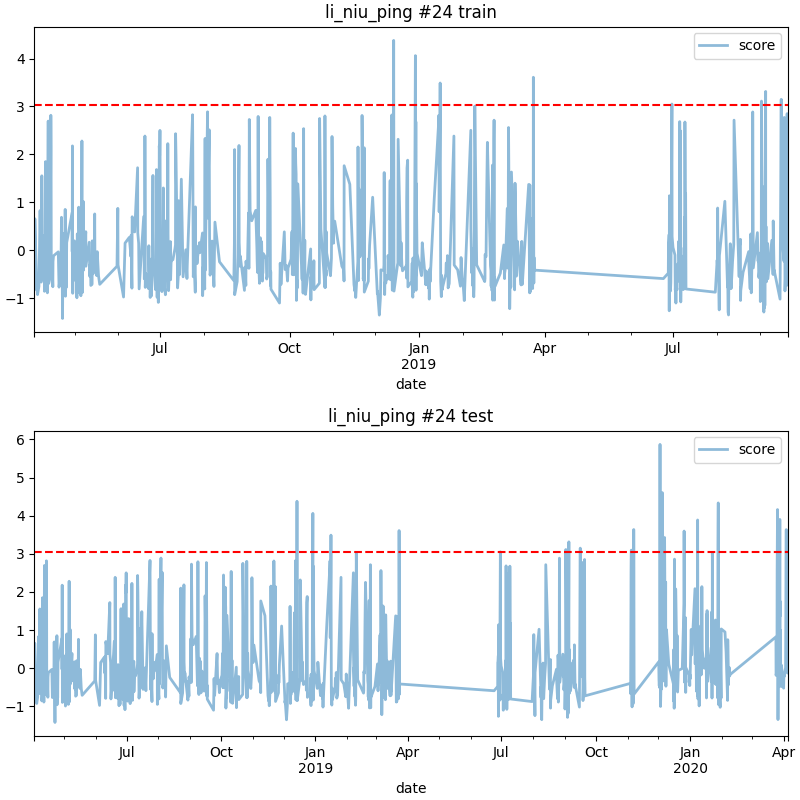 li_niu_ping #24 train
score
4
3
2
1
0
−1
Jul
Oct
Jan
2019
Apr
Jul
date
li_niu_ping #24 test
score
6
5
4
3
2
1
0
−1
Jul
Oct
Jan
2019
Apr
Jul
Oct
Jan
2020
Apr
date